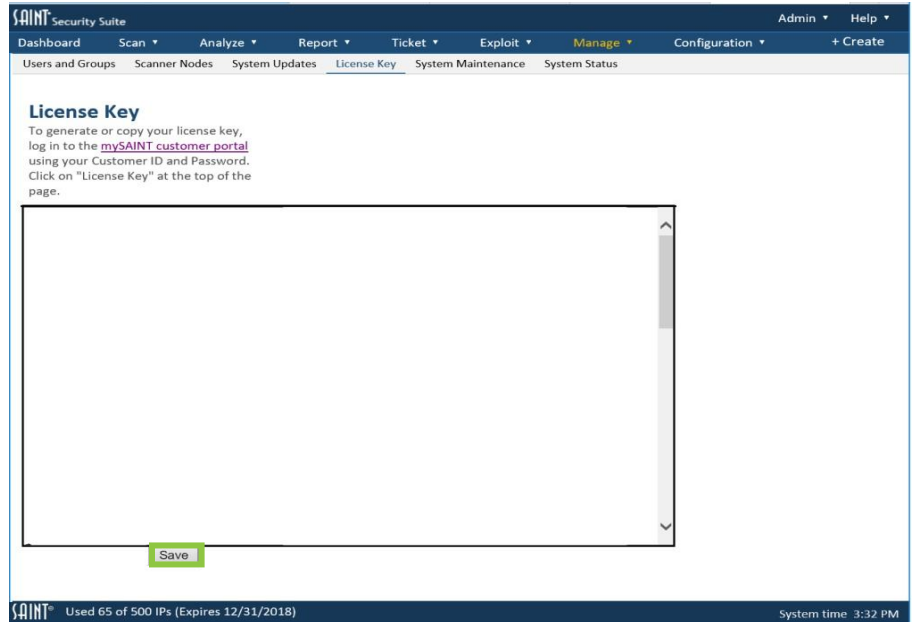 SAINT Security Suite Admin ▼ Help ▼
Dashboard Scan ▼ Analyze ▼ Report ▼ Ticket ▼ Exploit ▼ Manage ▼ Configuration ▼ + Create
Users and Groups Scanner Nodes System Updates License Key System Maintenance System Status
License Key
To generate or copy your license key,
log in to the mySAINT customer portal
using your Customer ID and Password.
Click on "License Key" at the top of the
page.
Save
SAINT® Used 65 of 500 IPs (Expires 12/31/2018) System time 3:32 PM